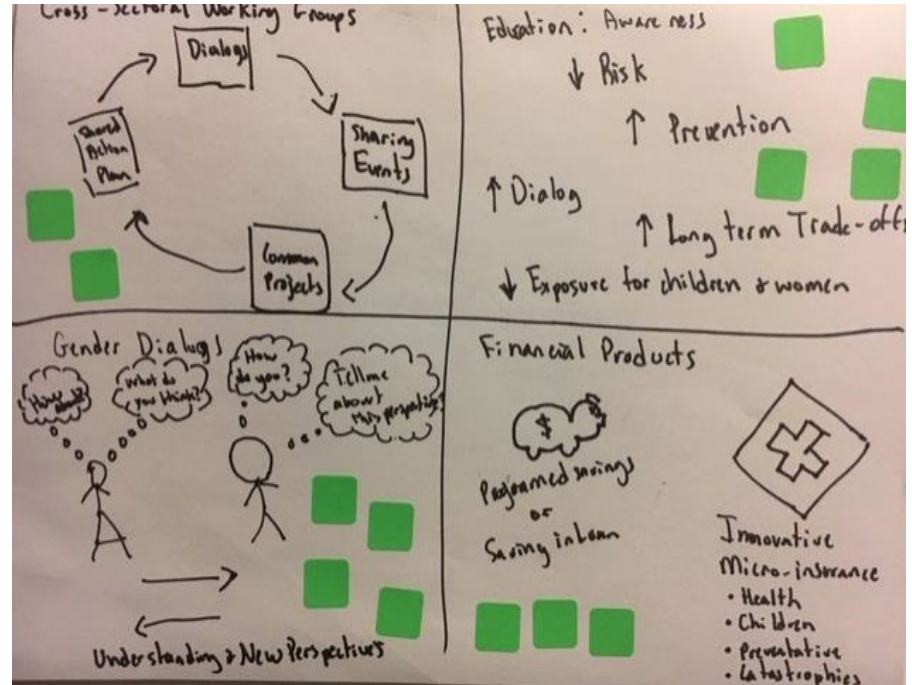 Cross-Sectoral Working Groups
Dialogs
Sharing
Events
Common
Projects
Shared
Action
Plan
Education: Awareness
↓ Risk
↑ Prevention
↑ Dialog
↑ Long term Trade-offs
↓ Exposure for children & women
Gender Dialogs
What do
you think?
How
do you?
Tell me
about
this perspective
Understanding & New Perspectives
Financial Products
$
Programed savings
or
Saving in Loan
Innovative
Micro-insurance
• Health
• Children
• Preventative
• Catastrophies